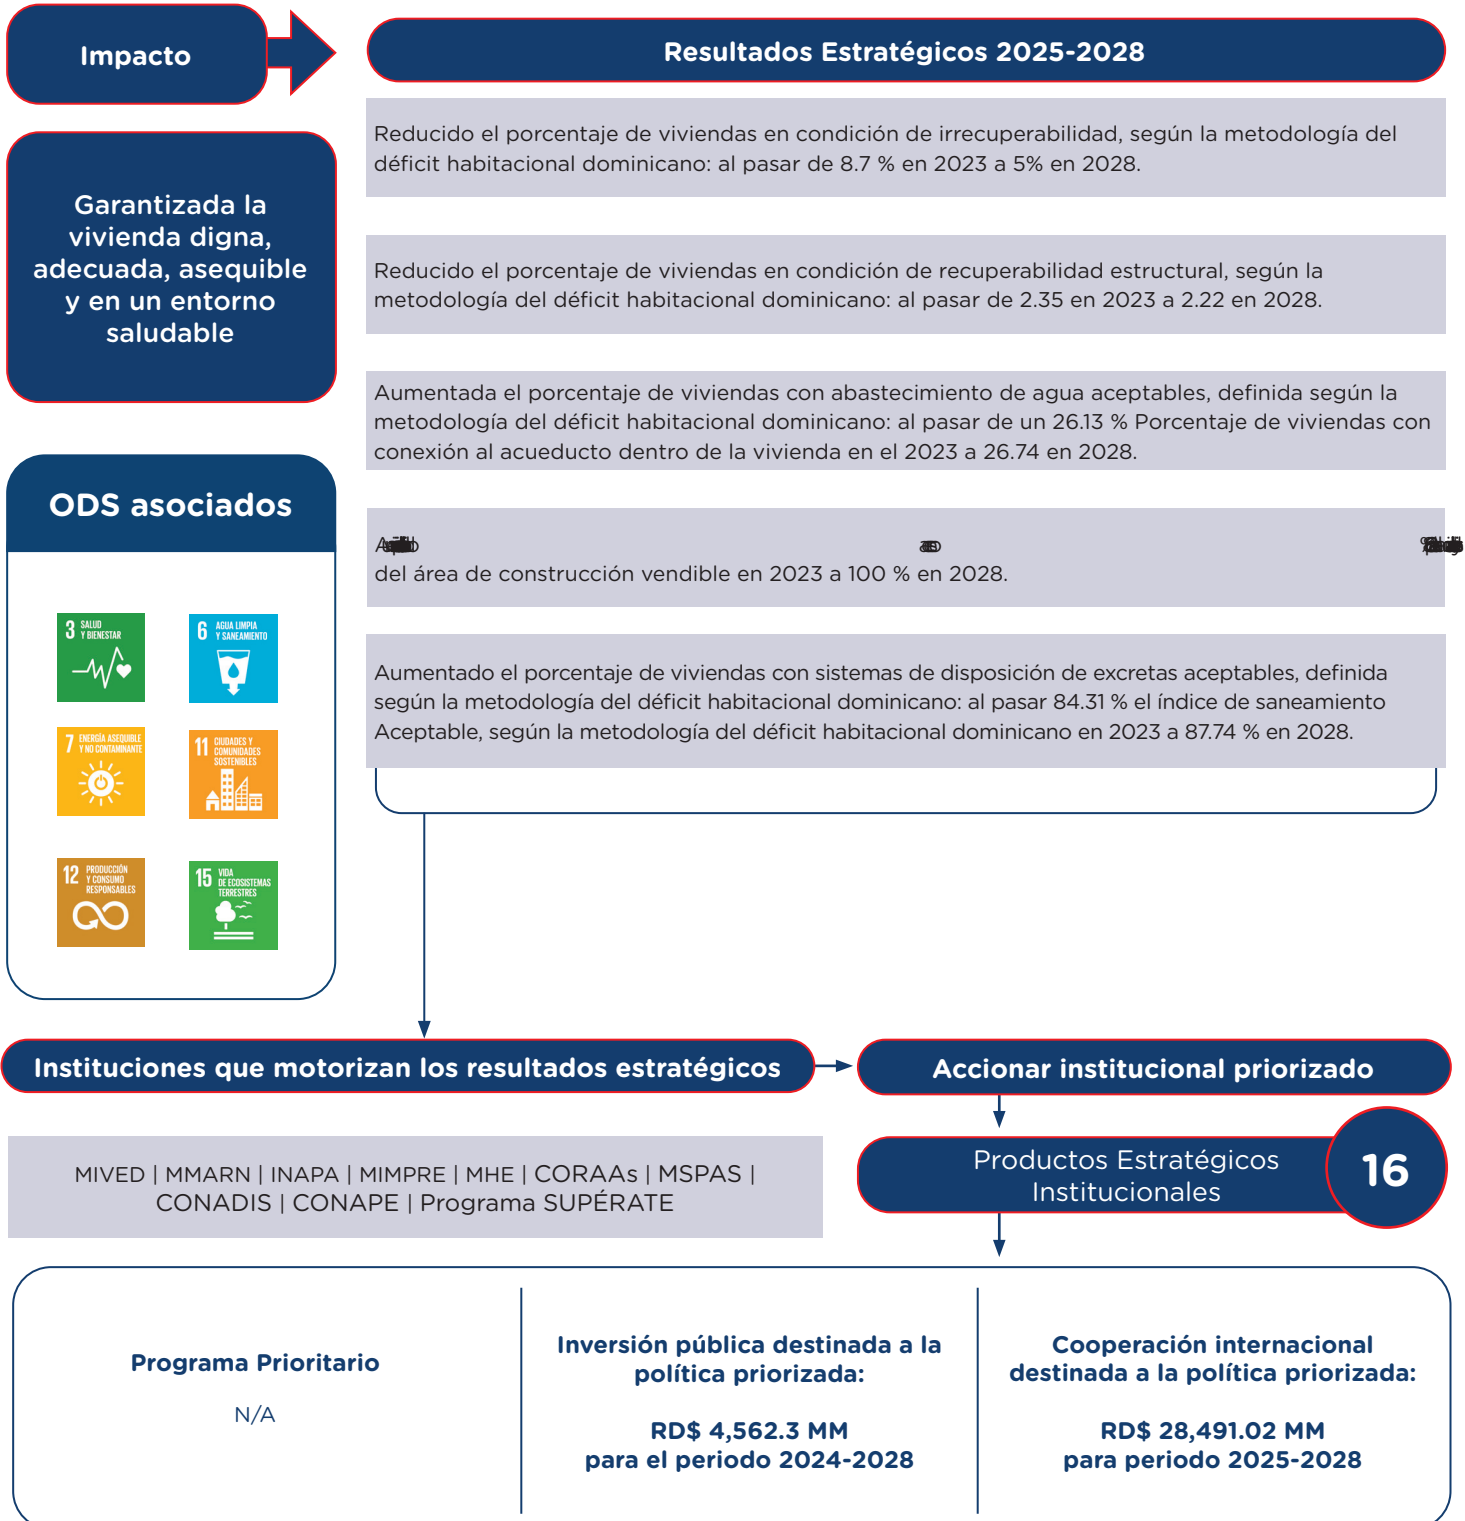 Impacto
Resultados Estratégicos 2025-2028
Garantizada la
vivienda digna,
adecuada, asequible
y en un entorno
saludable
Reducido el porcentaje de viviendas en condición de irrecuperabilidad, según la metodología del
déficit habitacional dominicano: al pasar de 8.7 % en 2023 a 5% en 2028.
Reducido el porcentaje de viviendas en condición de recuperabilidad estructural, según la
metodología del déficit habitacional dominicano: al pasar de 2.35 en 2023 a 2.22 en 2028.
Aumentada el porcentaje de viviendas con abastecimiento de agua aceptables, definida según la
metodología del déficit habitacional dominicano: al pasar de un 26.13 % Porcentaje de viviendas con
conexión al acueducto dentro de la vivienda en el 2023 a 26.74 en 2028.
del área de construcción vendible en 2023 a 100 % en 2028.
Aumentado el porcentaje de viviendas con sistemas de disposición de excretas aceptables, definida
según la metodología del déficit habitacional dominicano: al pasar 84.31 % el índice de saneamiento
Aceptable, según la metodología del déficit habitacional dominicano en 2023 a 87.74 % en 2028.
ODS asociados
3 SALUD
Y BIENESTAR
6 AGUA LIMPIA
Y SANEAMIENTO
7 ENERGÍA ASEQUIBLE
Y NO CONTAMINANTE
11 CIUDADES Y
COMUNIDADES
SOSTENIBLES
12 PRODUCCIÓN
Y CONSUMO
RESPONSABLES
15 VIDA
DE ECOSISTEMAS
TERRESTRES
Instituciones que motorizan los resultados estratégicos
Accionar institucional priorizado
MIVED | MMARN | INAPA | MIMPRE | MHE | CORAAs | MSPAS |
CONADIS | CONAPE | Programa SUPÉRATE
Productos Estratégicos
Institucionales
16
Programa Prioritario
N/A
Inversión pública destinada a la
política priorizada:
RD$ 4,562.3 MM
para el periodo 2024-2028
Cooperación internacional
destinada a la política priorizada:
RD$ 28,491.02 MM
para periodo 2025-2028